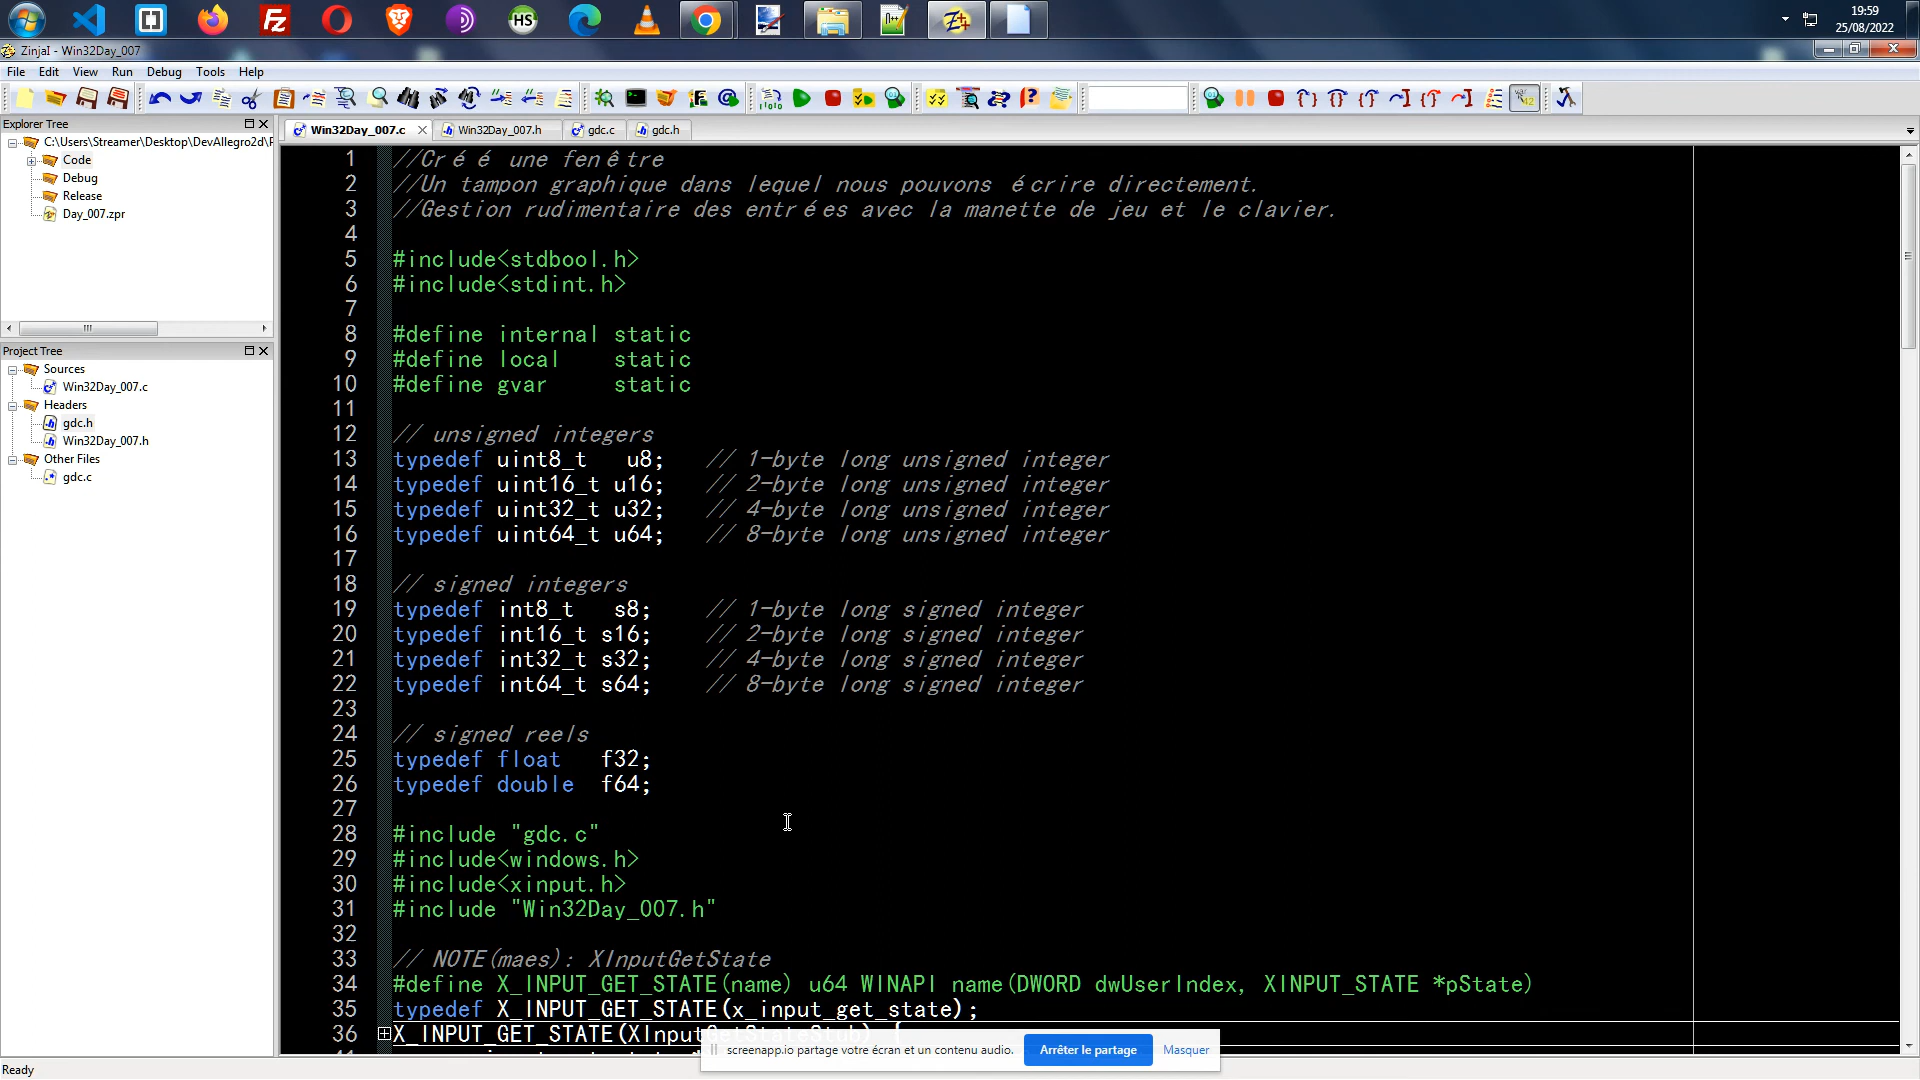 19:59
25/08/2022
ZinjaI - Win32Day_007
File Edit View Run Debug Tools Help
Explorer Tree
C:\Users\Streamer\Desktop\DevAllegro2d\F
Code
Debug
Release
Day_007.zpr
Project Tree
Sources
Win32Day_007.c
Headers
gdc.h
Win32Day_007.h
Other Files
gdc.c
Win32Day_007.c Win32Day_007.h gdc.c gdc.h
1 //Créé une fenêtre
2 //Un tampon graphique dans lequel nous pouvons écrire directement.
3 //Gestion rudimentaire des entrées avec la manette de jeu et le clavier.
4
5 #include<stdbool.h>
6 #include<stdint.h>
7
8 #define internal static
9 #define local    static
10 #define gvar     static
11
12 // unsigned integers
13 typedef uint8_t   u8;   // 1-byte long unsigned integer
14 typedef uint16_t u16;   // 2-byte long unsigned integer
15 typedef uint32_t u32;   // 4-byte long unsigned integer
16 typedef uint64_t u64;   // 8-byte long unsigned integer
17
18 // signed integers
19 typedef int8_t   s8;    // 1-byte long signed integer
20 typedef int16_t s16;    // 2-byte long signed integer
21 typedef int32_t s32;    // 4-byte long signed integer
22 typedef int64_t s64;    // 8-byte long signed integer
23
24 // signed reels
25 typedef float   f32;
26 typedef double  f64;
27
28 #include "gdc.c"
29 #include<windows.h>
30 #include<xinput.h>
31 #include "Win32Day_007.h"
32
33 // NOTE(maes): XInputGetState
34 #define X_INPUT_GET_STATE(name) u64 WINAPI name(DWORD dwUserIndex, XINPUT_STATE *pState)
35 typedef X_INPUT_GET_STATE(x_input_get_state);
36 X_INPUT_GET_STATE(XInputGetStateStub) {
screenapp.io partage votre écran et un contenu audio. Arrêter le partage Masquer
Ready